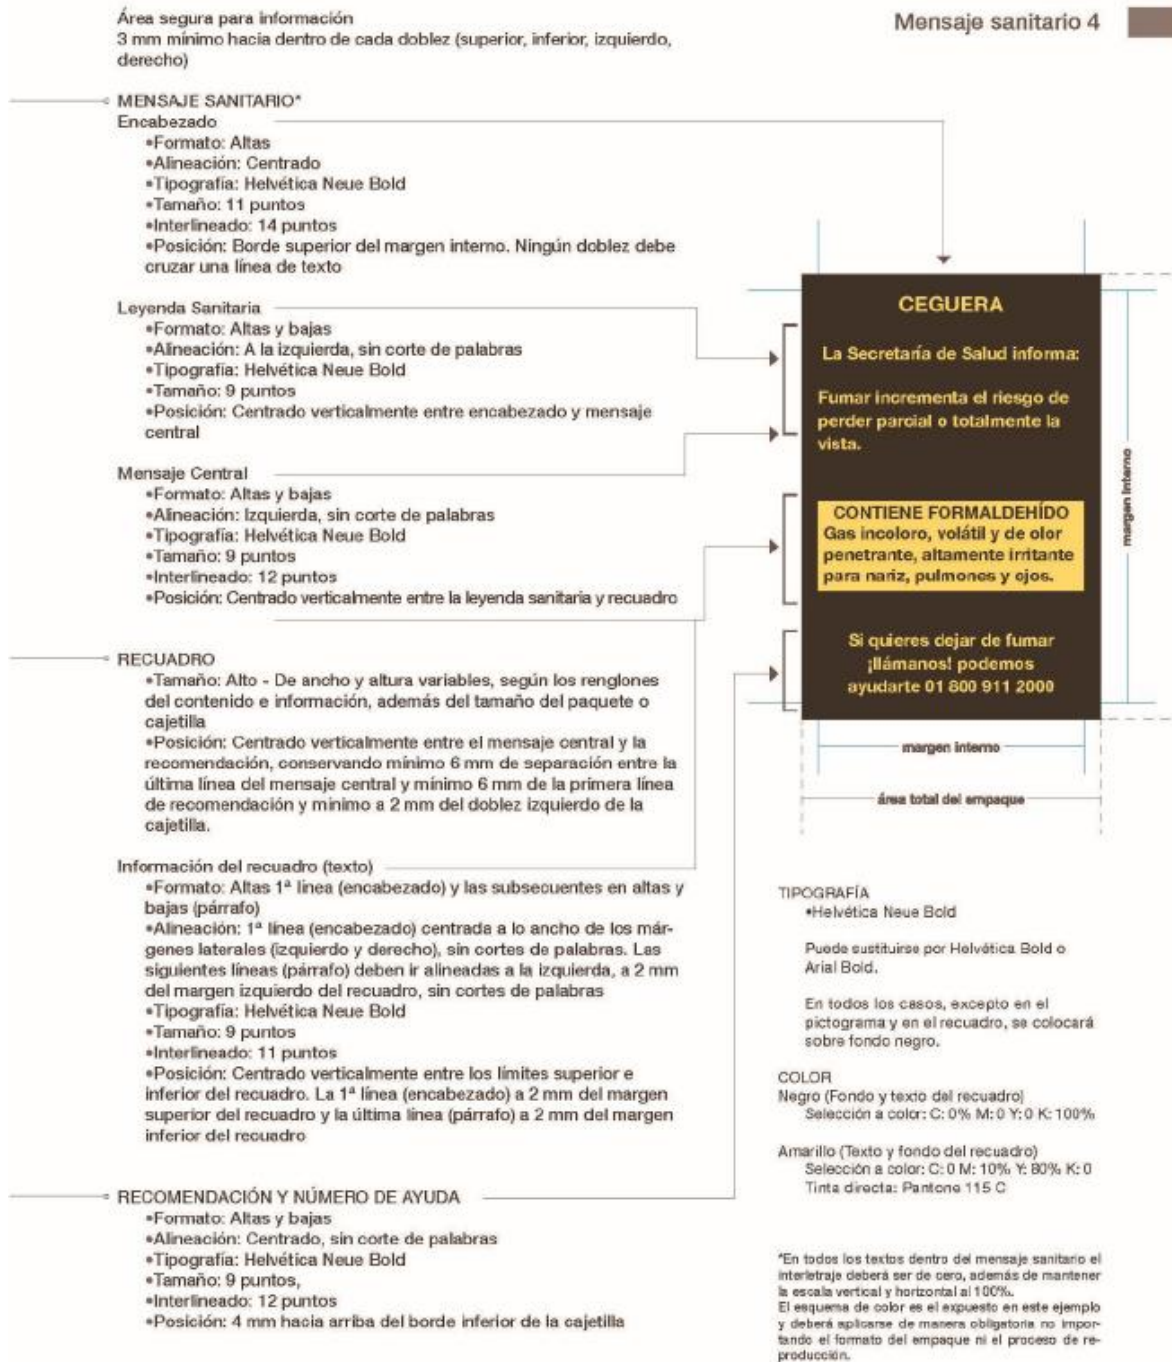 Área segura para información
3 mm mínimo hacia dentro de cada doblez (superior, inferior, izquierdo,
derecho)
Mensaje sanitario 4
MENSAJE SANITARIO*
Encabezado
•Formato: Altas
•Alineación: Centrado
•Tipografía: Helvética Neue Bold
•Tamaño: 11 puntos
•Interlineado: 14 puntos
•Posición: Borde superior del margen interno. Ningún doblez debe
cruzar una línea de texto
Leyenda Sanitaria
•Formato: Altas y bajas
•Alineación: A la izquierda, sin corte de palabras
•Tipografía: Helvética Neue Bold
•Tamaño: 9 puntos
•Posición: Centrado verticalmente entre encabezado y mensaje
central
Mensaje Central
•Formato: Altas y bajas
•Alineación: Izquierda, sin corte de palabras
•Tipografía: Helvética Neue Bold
•Tamaño: 9 puntos
•Interlineado: 12 puntos
•Posición: Centrado verticalmente entre la leyenda sanitaria y recuadro
RECUADRO
•Tamaño: Alto - De ancho y altura variables, según los renglones
del contenido e información, además del tamaño del paquete o
cajetilla
•Posición: Centrado verticalmente entre el mensaje central y la
recomendación, conservando mínimo 6 mm de separación entre la
última línea del mensaje central y mínimo 6 mm de la primera línea
de recomendación y mínimo a 2 mm del doblez izquierdo de la
cajetilla.
Información del recuadro (texto)
•Formato: Altas 1ª línea (encabezado) y las subsecuentes en altas y
bajas (párrafo)
•Alineación: 1ª línea (encabezado) centrada a lo ancho de los már-
genes laterales (izquierdo y derecho), sin cortes de palabras. Las
siguientes líneas (párrafo) deben ir alineadas a la izquierda, a 2 mm
del margen izquierdo del recuadro, sin cortes de palabras
•Tipografía: Helvética Neue Bold
•Tamaño: 9 puntos
•Interlineado: 11 puntos
•Posición: Centrado verticalmente entre los límites superior e
inferior del recuadro. La 1ª línea (encabezado) a 2 mm del margen
superior del recuadro y la última línea (párrafo) a 2 mm del margen
inferior del recuadro
RECOMENDACIÓN Y NÚMERO DE AYUDA
•Formato: Altas y bajas
•Alineación: Centrado, sin corte de palabras
•Tipografía: Helvética Neue Bold
•Tamaño: 9 puntos,
•Interlineado: 12 puntos
•Posición: 4 mm hacia arriba del borde inferior de la cajetilla
CEGUERA
La Secretaría de Salud informa:
Fumar incrementa el riesgo de
perder parcial o totalmente la
vista.
CONTIENE FORMALDEHÍDO
Gas incoloro, volátil y de olor
penetrante, altamente irritante
para nariz, pulmones y ojos.
Si quieres dejar de fumar
¡llámanos! podemos
ayudarte 01 800 911 2000
margen interno
margen interno
área total del empaque
TIPOGRAFÍA
•Helvética Neue Bold
Puede sustituirse por Helvética Bold o
Arial Bold.
En todos los casos, excepto en el
pictograma y en el recuadro, se colocará
sobre fondo negro.
COLOR
Negro (Fondo y texto del recuadro)
Selección a color: C: 0% M: 0 Y: 0 K: 100%
Amarillo (Texto y fondo del recuadro)
Selección a color: C: 0 M: 10% Y: 80% K: 0
Tinta directa: Pantone 115 C
*En todos los textos dentro del mensaje sanitario el
interletraje deberá ser de cero, además de mantener
la escala vertical y horizontal al 100%.
El esquema de color es el expuesto en este ejemplo
y deberá aplicarse de manera obligatoria no impor-
tando el formato del empaque ni el proceso de re-
producción.